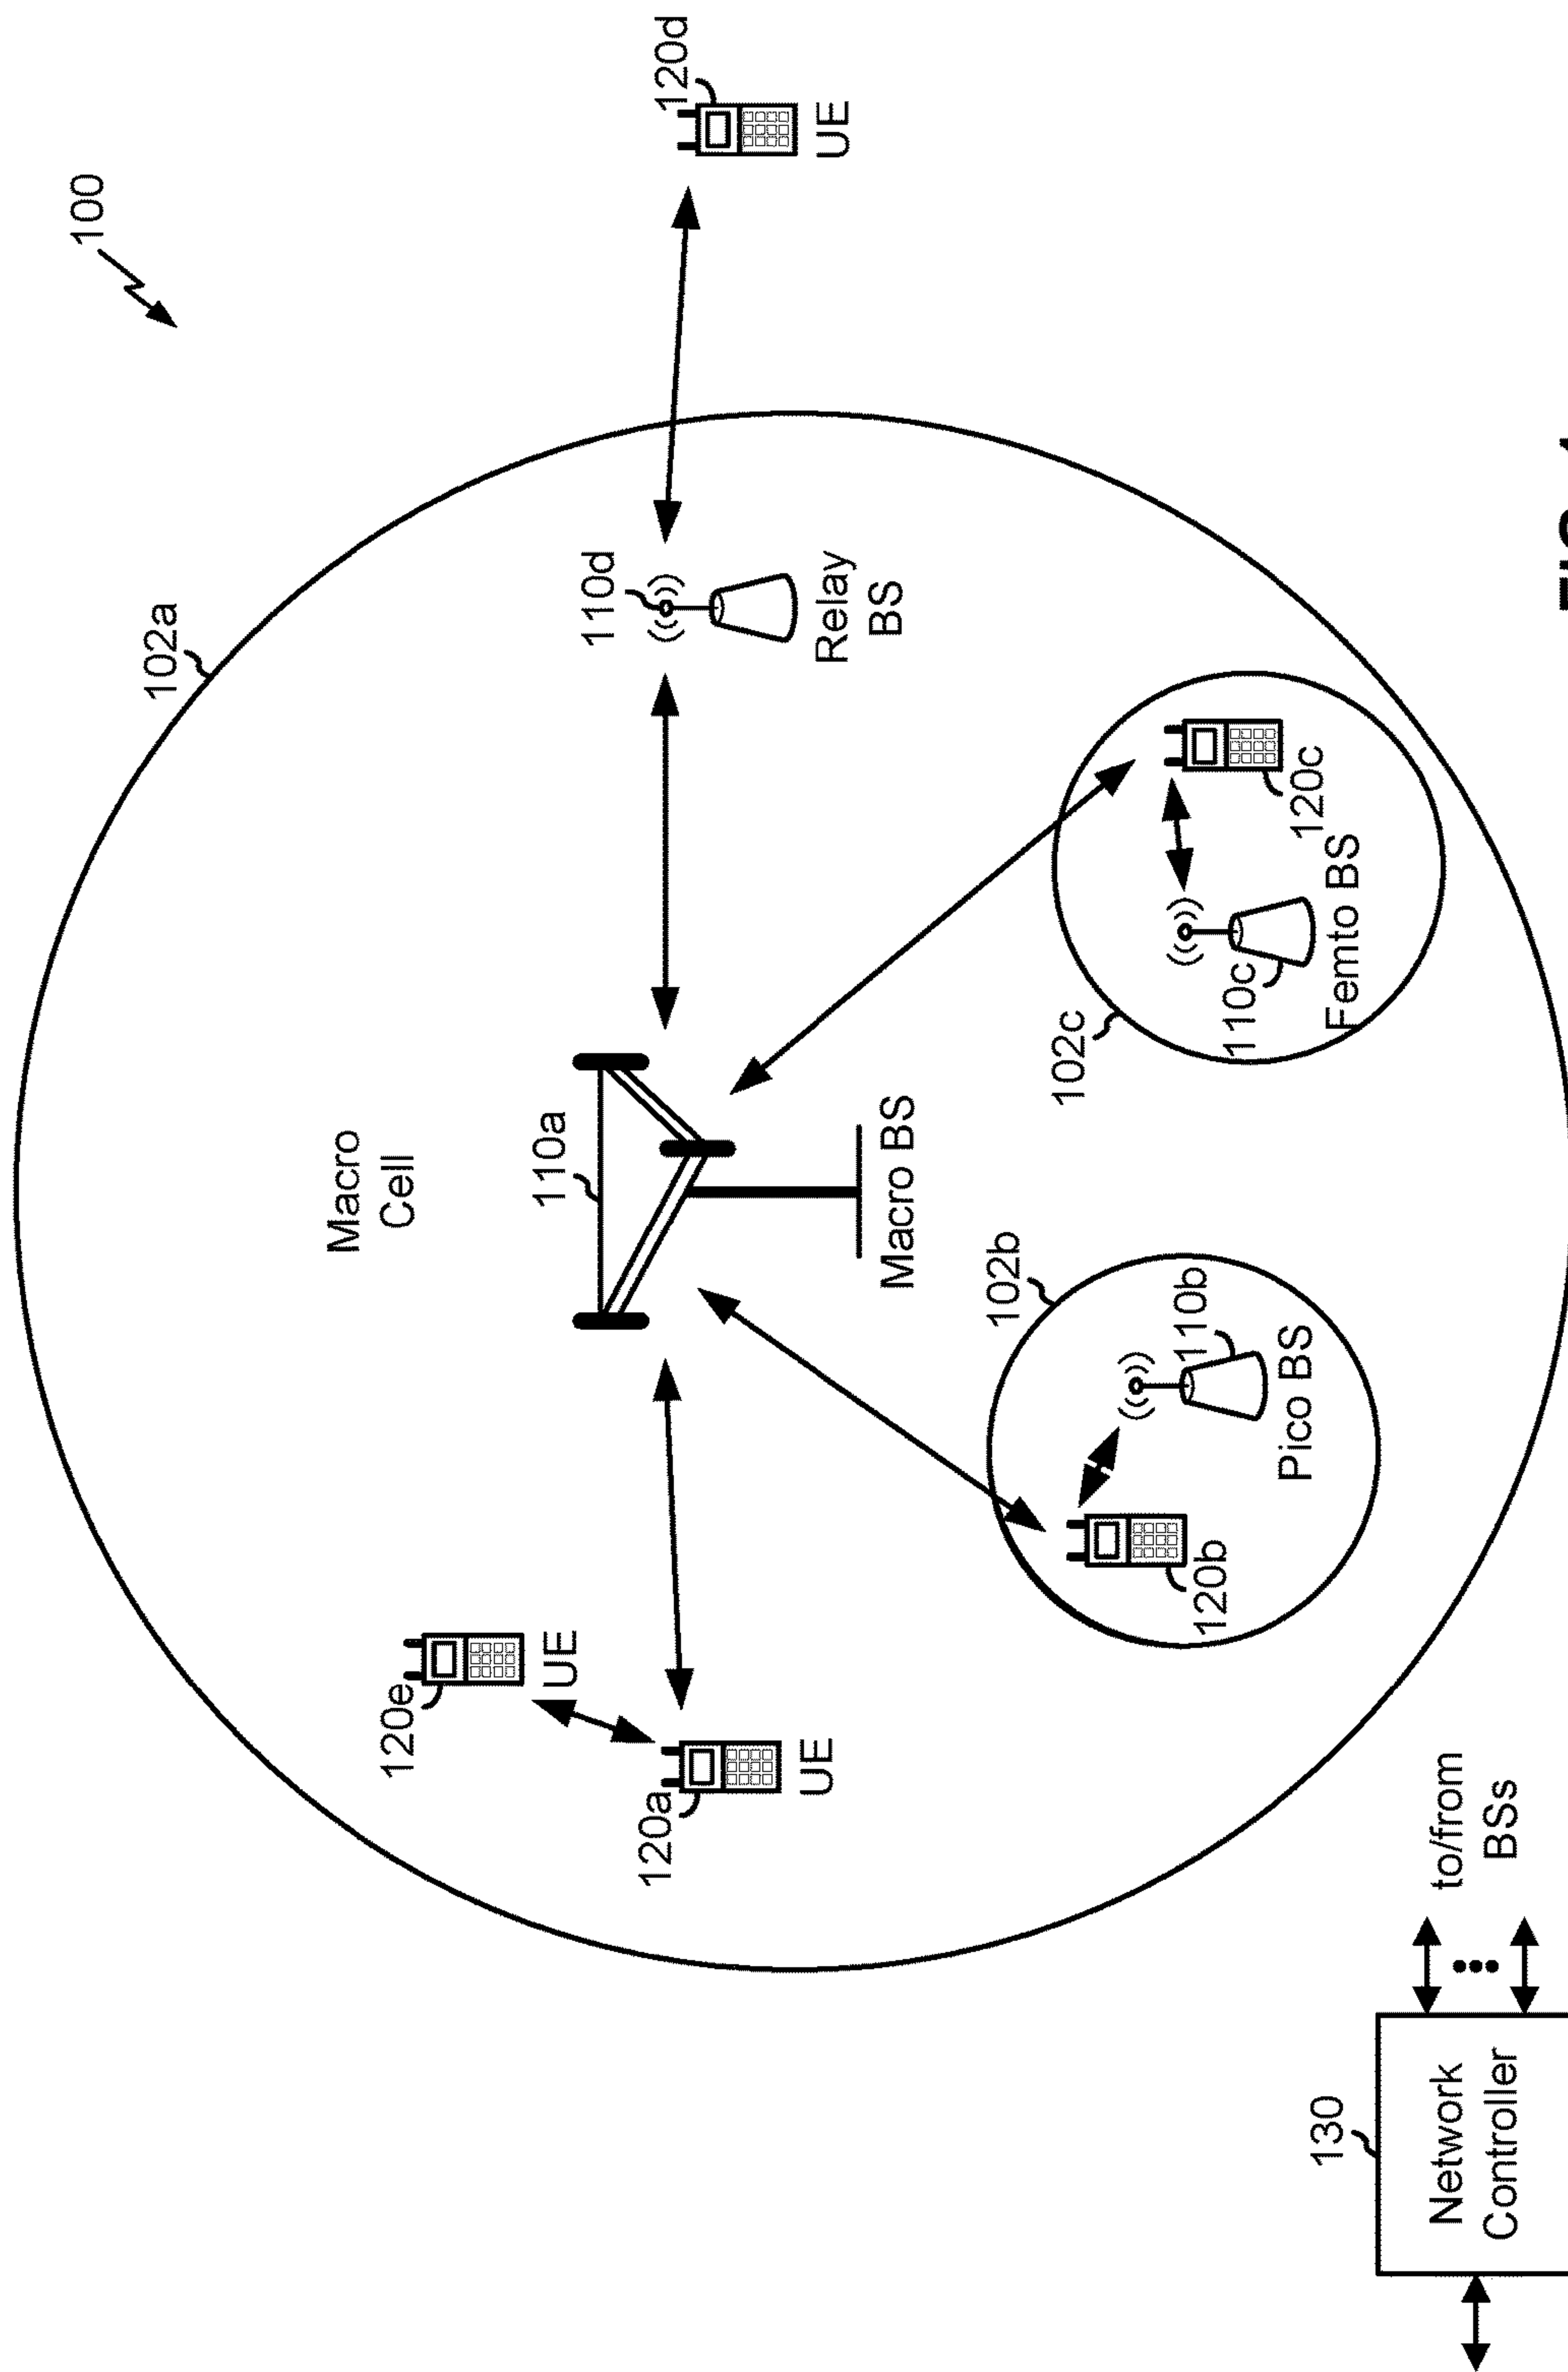 100
102a
Macro
Cell
120e
UE
110a
110d
120d
120a
UE
Macro BS
Relay
BS
UE
102b
102c
110b
120b
Pico BS
110c
120c
Femto BS
130
Network
Controller
to/from
BSs